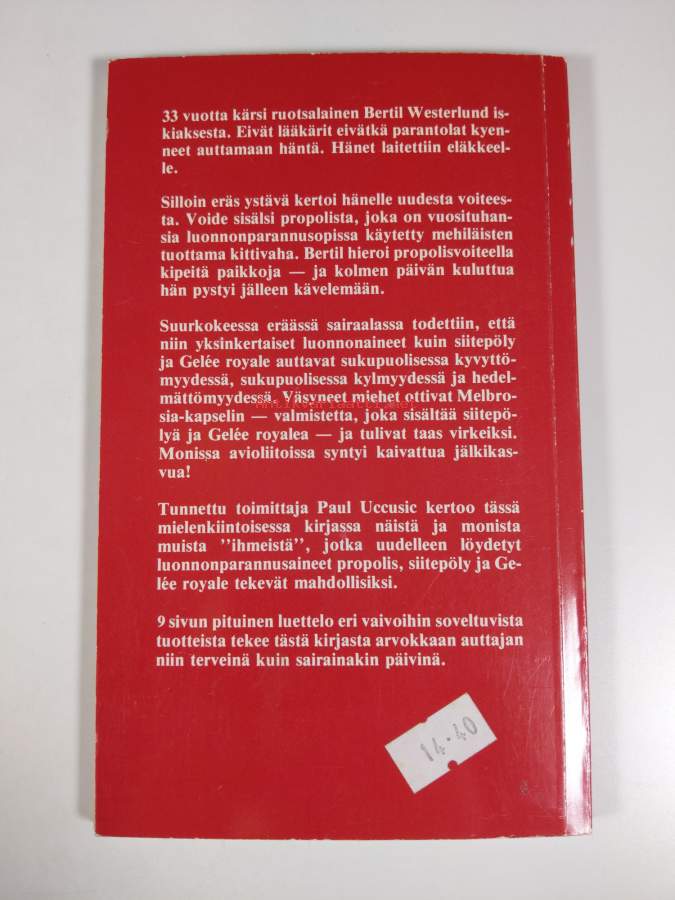 33 vuotta kärsi ruotsalainen Bertil Westerlund is-
kiaksesta. Eivät lääkärit eivätkä parantolat kyen-
neet auttamaan häntä. Hänet laitettiin eläkkeel-
le.
Silloin eräs ystävä kertoi hänelle uudesta voitees-
ta. Voide sisälsi propolista, joka on vuosituhan-
sia luonnonparannusopissa käytetty mehiläisten
tuottama kittivaha. Bertil hieroi propolisvoiteella
kipeitä paikkoja — ja kolmen päivän kuluttua
hän pystyi jälleen kävelemään.
Suurkokeessa eräässä sairaalassa todettiin, että
niin yksinkertaiset luonnonaineet kuin siitepöly
ja Gelée royale auttavat sukupuolisessa kyvyttö-
myydessä, sukupuolisessa kylmyydessä ja hedel-
mättömyydessä. Väsyneet miehet ottivat Melbro-
sia-kapselin — valmistetta, joka sisältää siitepö-
lyä ja Gelée royalea — ja tulivat taas virkeiksi.
Monissa avioliitoissa syntyi kaivattua jälkikas-
vua!
Tunnettu toimittaja Paul Uccusic kertoo tässä
mielenkiintoisessa kirjassa näistä ja monista
muista ''ihmeistä'', jotka uudelleen löydetyt
luonnonparannusaineet propolis, siitepöly ja Ge-
lée royale tekevät mahdollisiksi.
9 sivun pituinen luettelo eri vaivoihin soveltuvista
tuotteista tekee tästä kirjasta arvokkaan auttajan
niin terveinä kuin sairainakin päivinä.
14.40